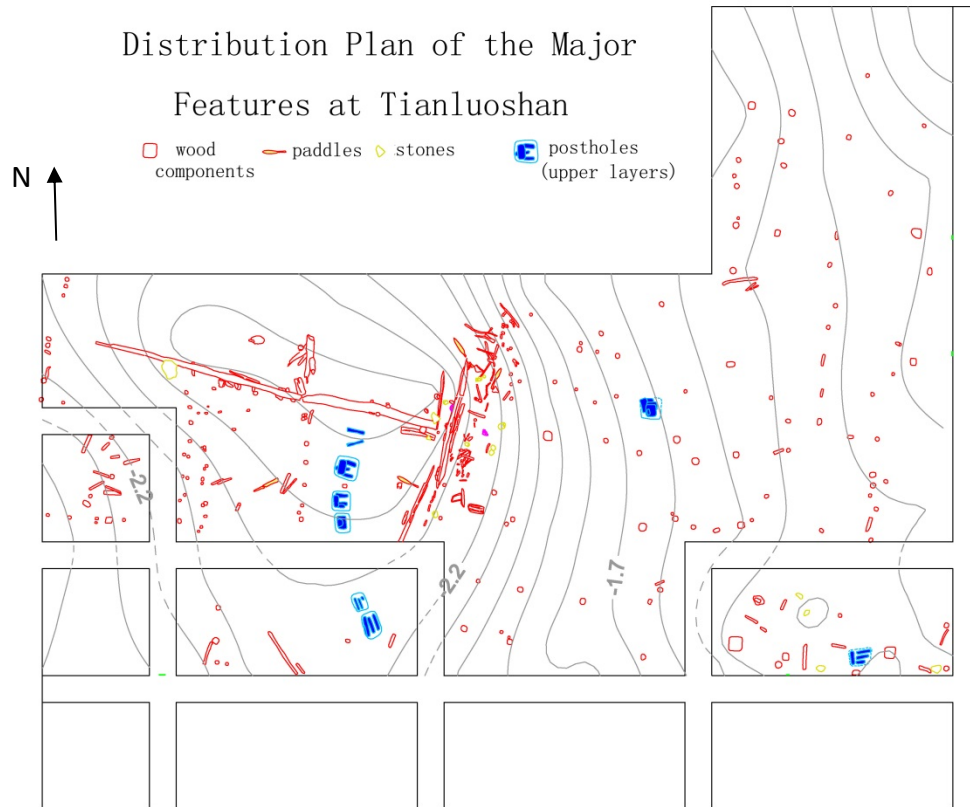 Distribution Plan of the Major
Features at Tianluoshan
wood components
paddles
stones
postholes (upper layers)
N
-2.2
-2.2
-1.7